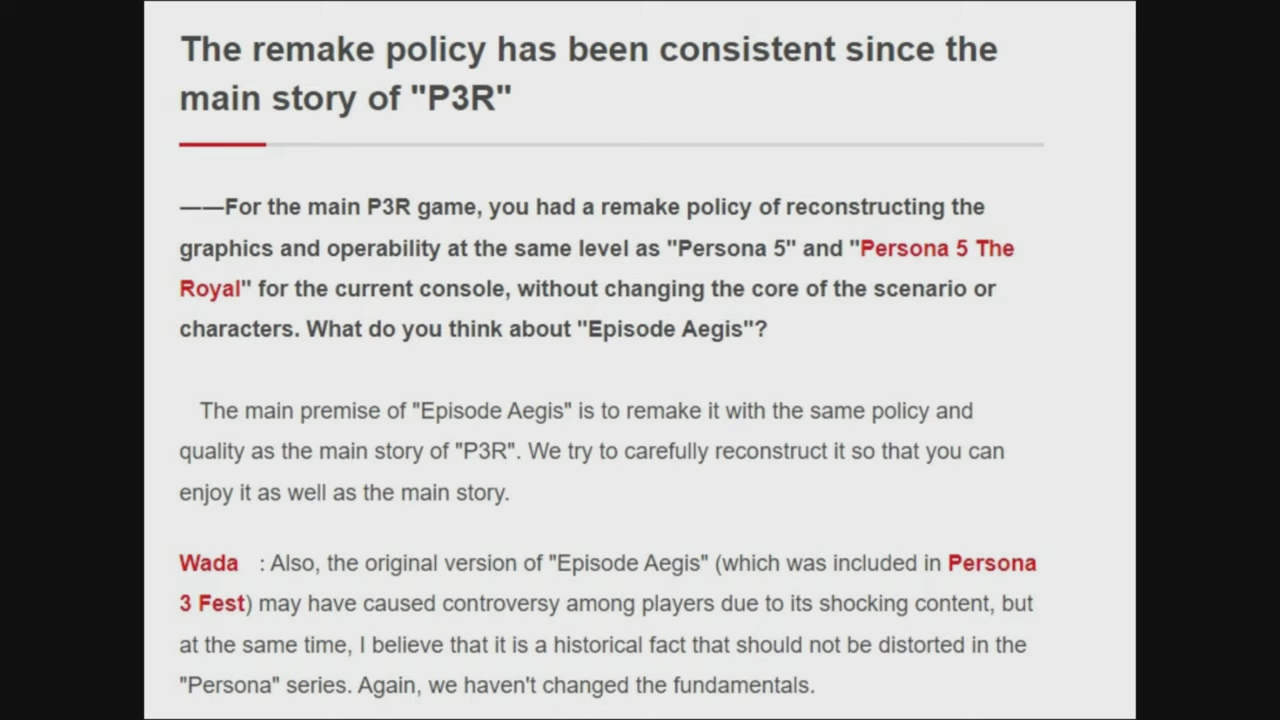 The remake policy has been consistent since the
main story of "P3R"
——For the main P3R game, you had a remake policy of reconstructing the
graphics and operability at the same level as "Persona 5" and "Persona 5 The
Royal" for the current console, without changing the core of the scenario or
characters. What do you think about "Episode Aegis"?
The main premise of "Episode Aegis" is to remake it with the same policy and
quality as the main story of "P3R". We try to carefully reconstruct it so that you can
enjoy it as well as the main story.
Wada : Also, the original version of "Episode Aegis" (which was included in Persona
3 Fest) may have caused controversy among players due to its shocking content, but
at the same time, I believe that it is a historical fact that should not be distorted in the
"Persona" series. Again, we haven't changed the fundamentals.